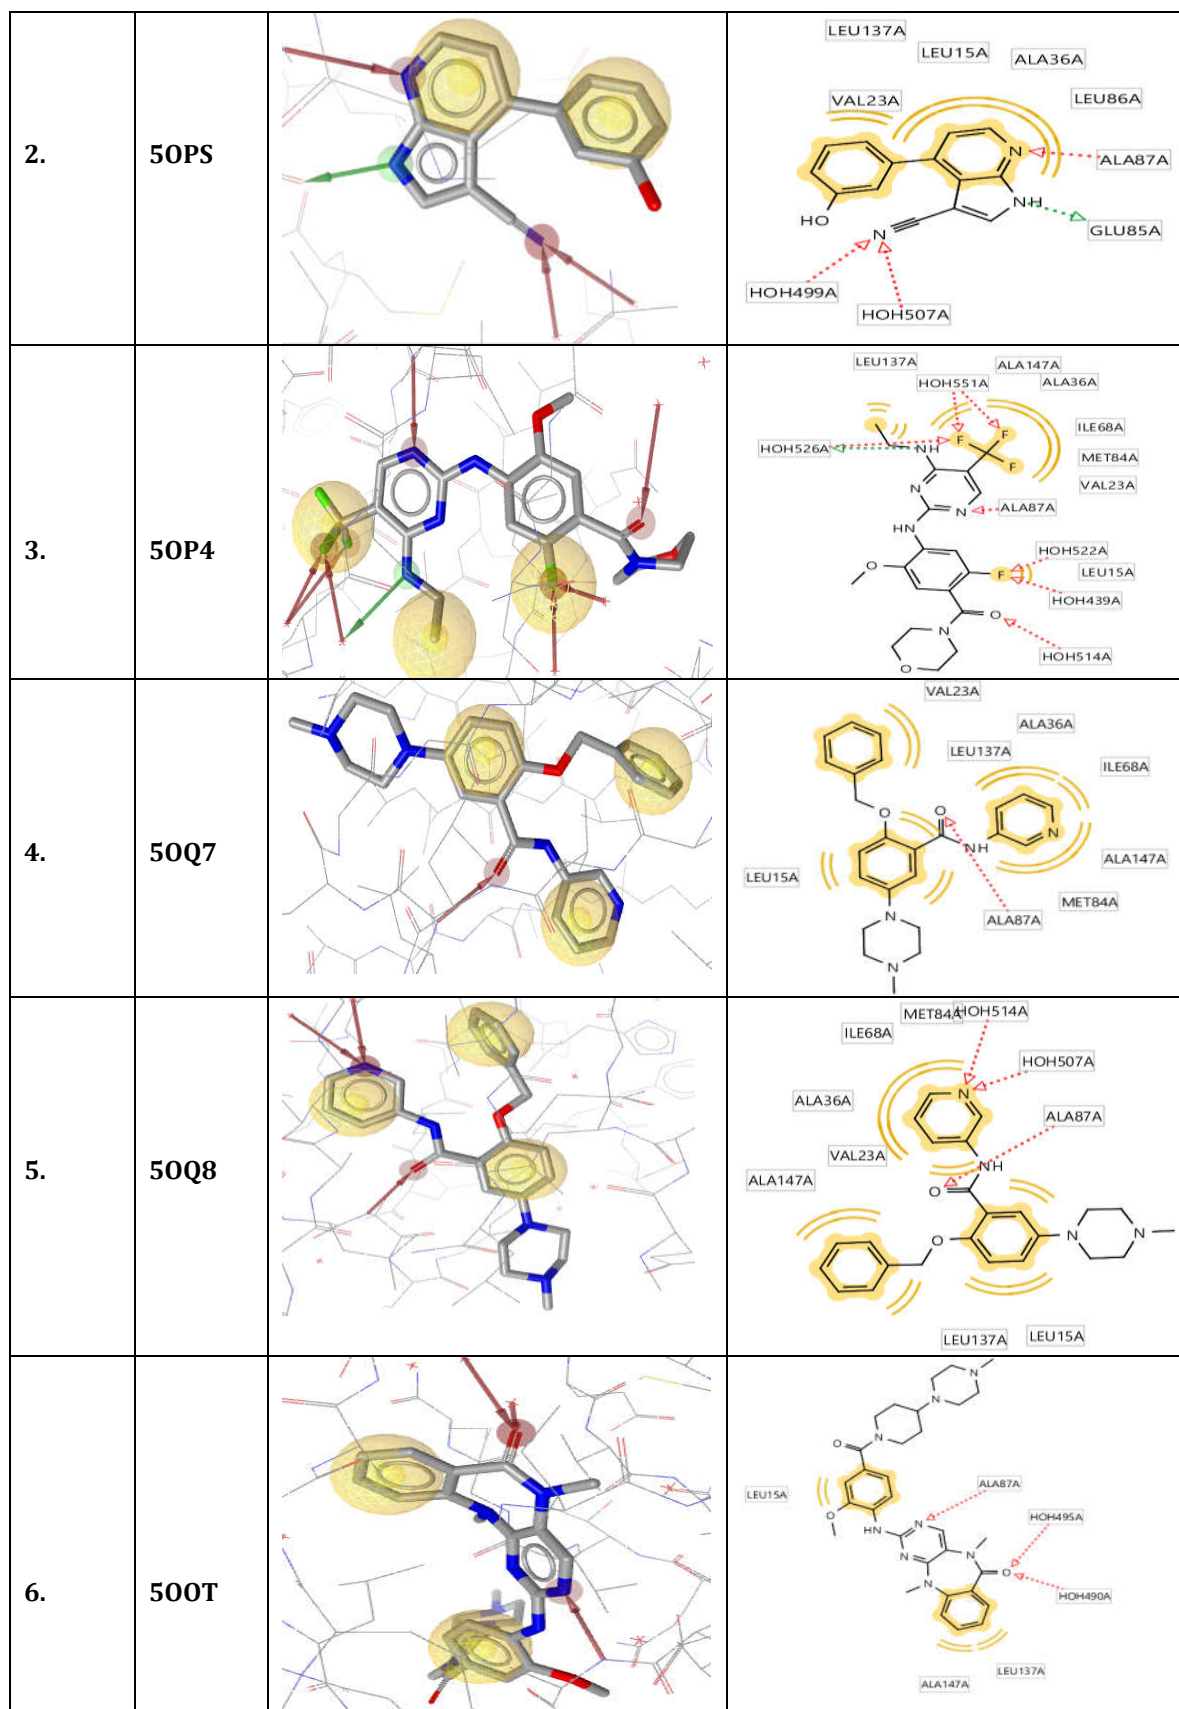 2.
5OPS
LEU137A
LEU15A
ALA36A
VAL23A
LEU86A
N
ALA87A
HO
NH
GLU85A
N
HOH499A
HOH507A
3.
5OP4
LEU137A
ALA147A
HOH551A
ALA36A
ILE68A
F
F
HOH526A
NH
F
MET84A
VAL23A
N
N
ALA87A
HN
HOH522A
O
F
LEU15A
HOH439A
O
N
HOH514A
O
4.
5OQ7
VAL23A
ALA36A
LEU137A
ILE68A
O
O
NH
N
ALA147A
LEU15A
MET84A
N
ALA87A
N
5.
5OQ8
MET84A
HOH514A
ILE68A
HOH507A
N
ALA36A
ALA87A
VAL23A
NH
ALA147A
O
O
N
N
LEU137A
LEU15A
6.
5OOT
N
N
O
N
LEU15A
ALA87A
O
N
HOH495A
NH
N
N
O
N
HOH490A
LEU137A
ALA147A